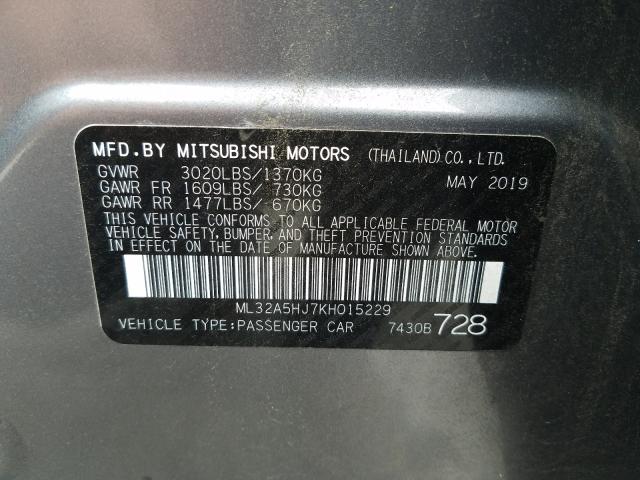 MFD.BY MITSUBISHI MOTORS (THAILAND)CO.,LTD.
GVWR 3020LBS/1370KG MAY 2019
GAWR FR 1609LBS/ 730KG
GAWR RR 1477LBS/ 670KG
THIS VEHICLE CONFORMS TO ALL APPLICABLE FEDERAL MOTOR
VEHICLE SAFETY, BUMPER, AND THEFT PREVENTION STANDARDS
IN EFFECT ON THE DATE OF MANUFACTURE SHOWN ABOVE.
ML32A5HJ7KH015229
VEHICLE TYPE:PASSENGER CAR 7430B 728